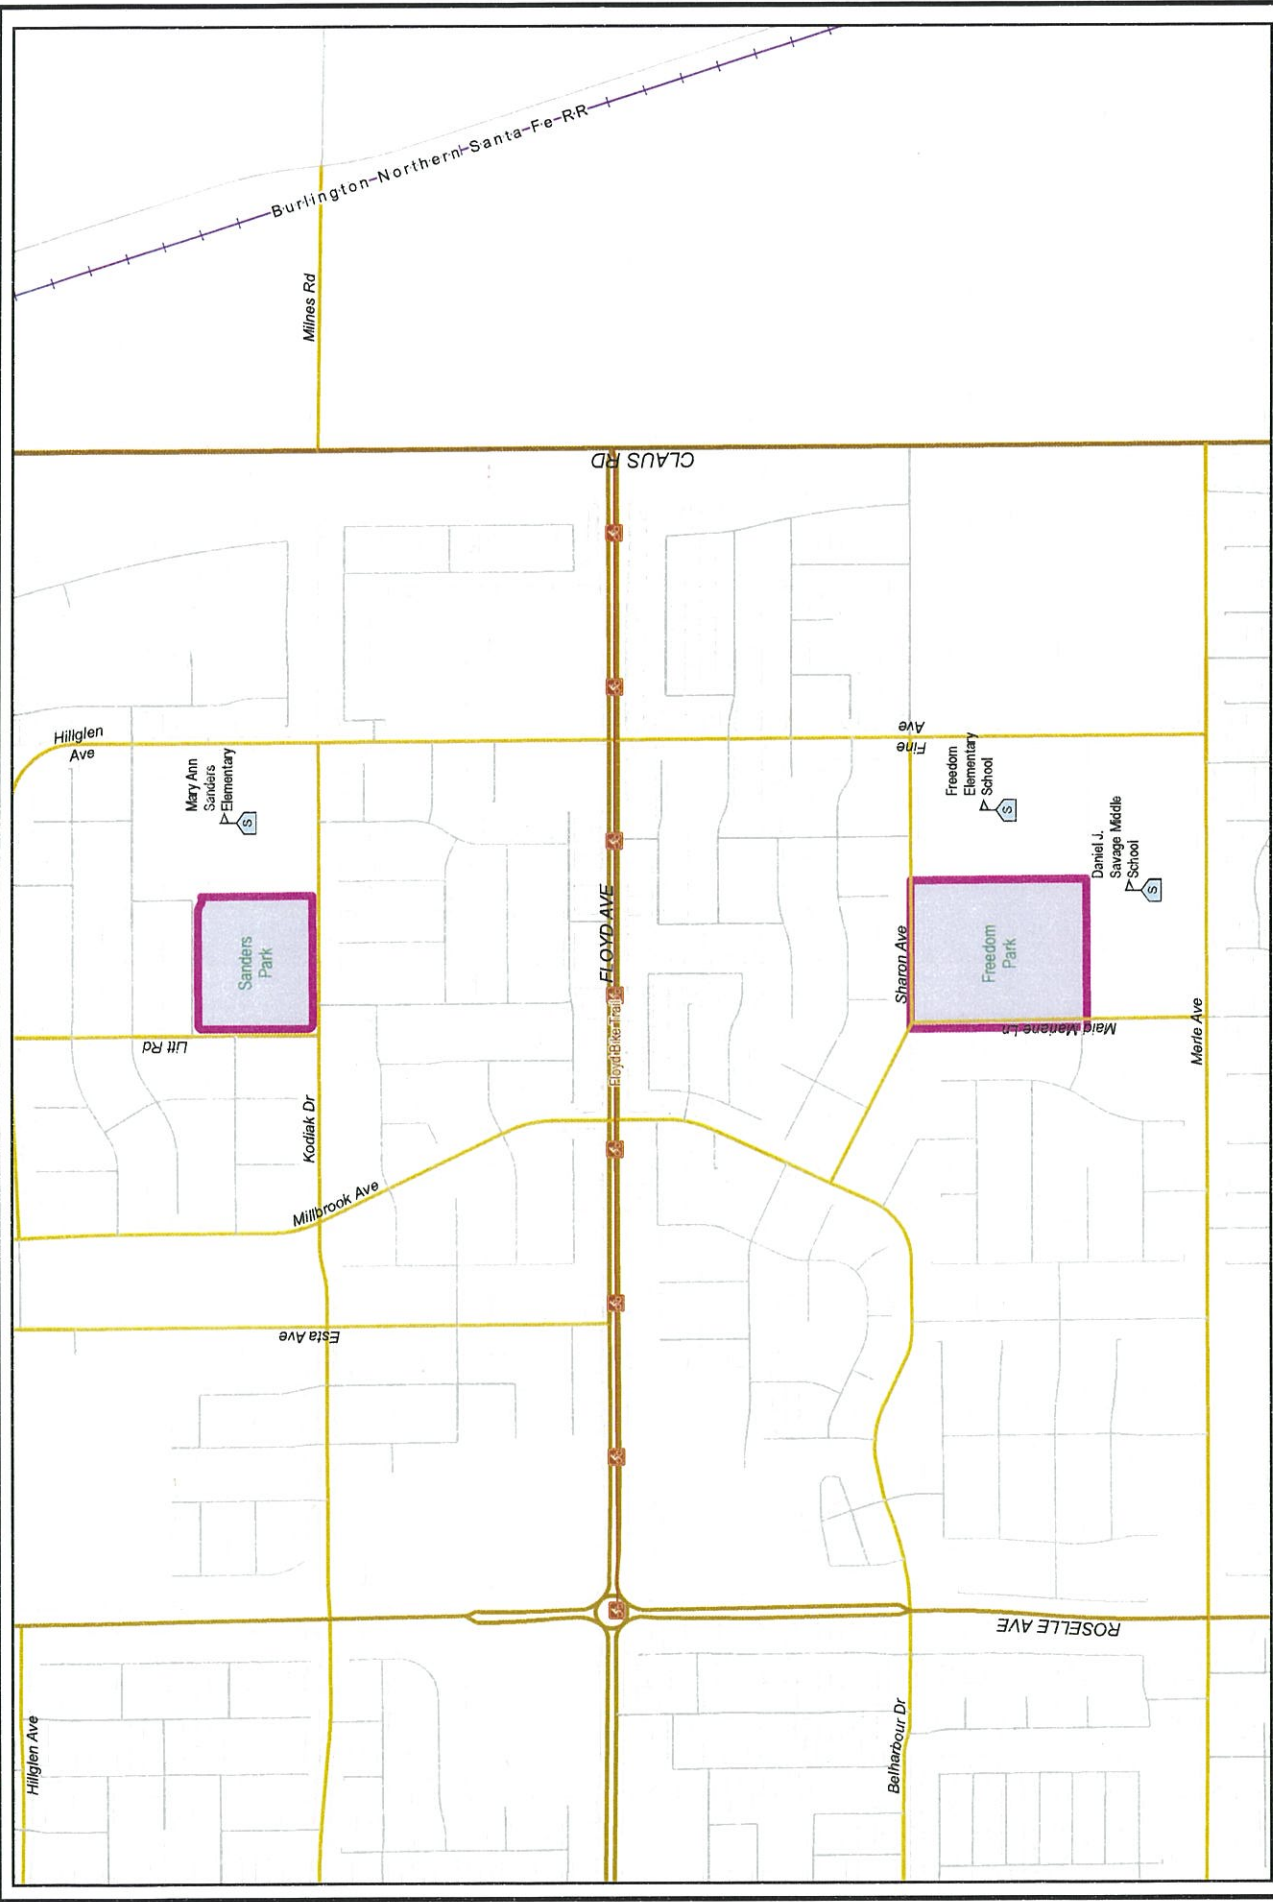 Burlington-Northern-Santa-Fe-RR
Milnes Rd
CLAUS RD
Hillglen
Ave
Mary Ann
Sanders
Elementary
S
Fine
Ave
Freedom
Elementary
School
S
Daniel J.
Savage Middle
School
S
Sanders
Park
FLOYD AVE
Floyd Bike Trail
Sharon Ave
Freedom
Park
Maid Mariane Ln
Merle Ave
Litt Rd
Kodiak Dr
Millbrook Ave
Esta Ave
ROSELLE AVE
Hillglen Ave
Belharbour Dr